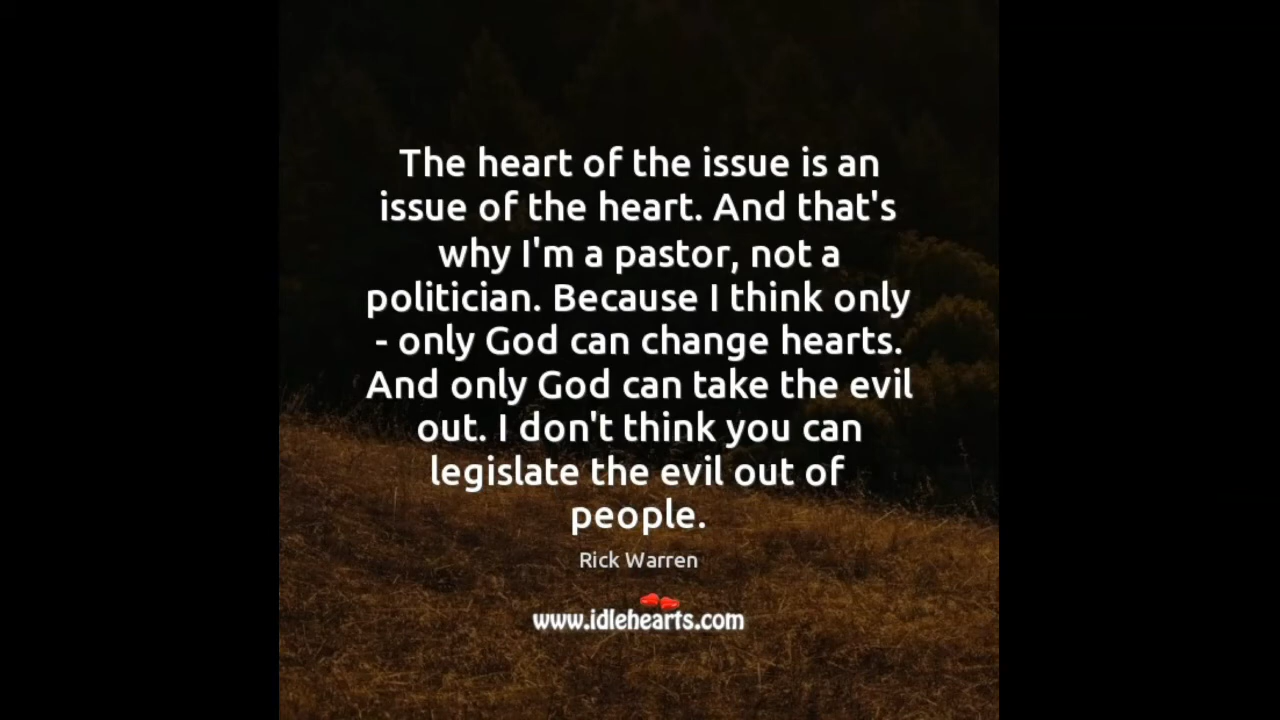 The heart of the issue is an
issue of the heart. And that's
why I'm a pastor, not a
politician. Because I think only
- only God can change hearts.
And only God can take the evil
out. I don't think you can
legislate the evil out of
people.
Rick Warren
www.idlehearts.com